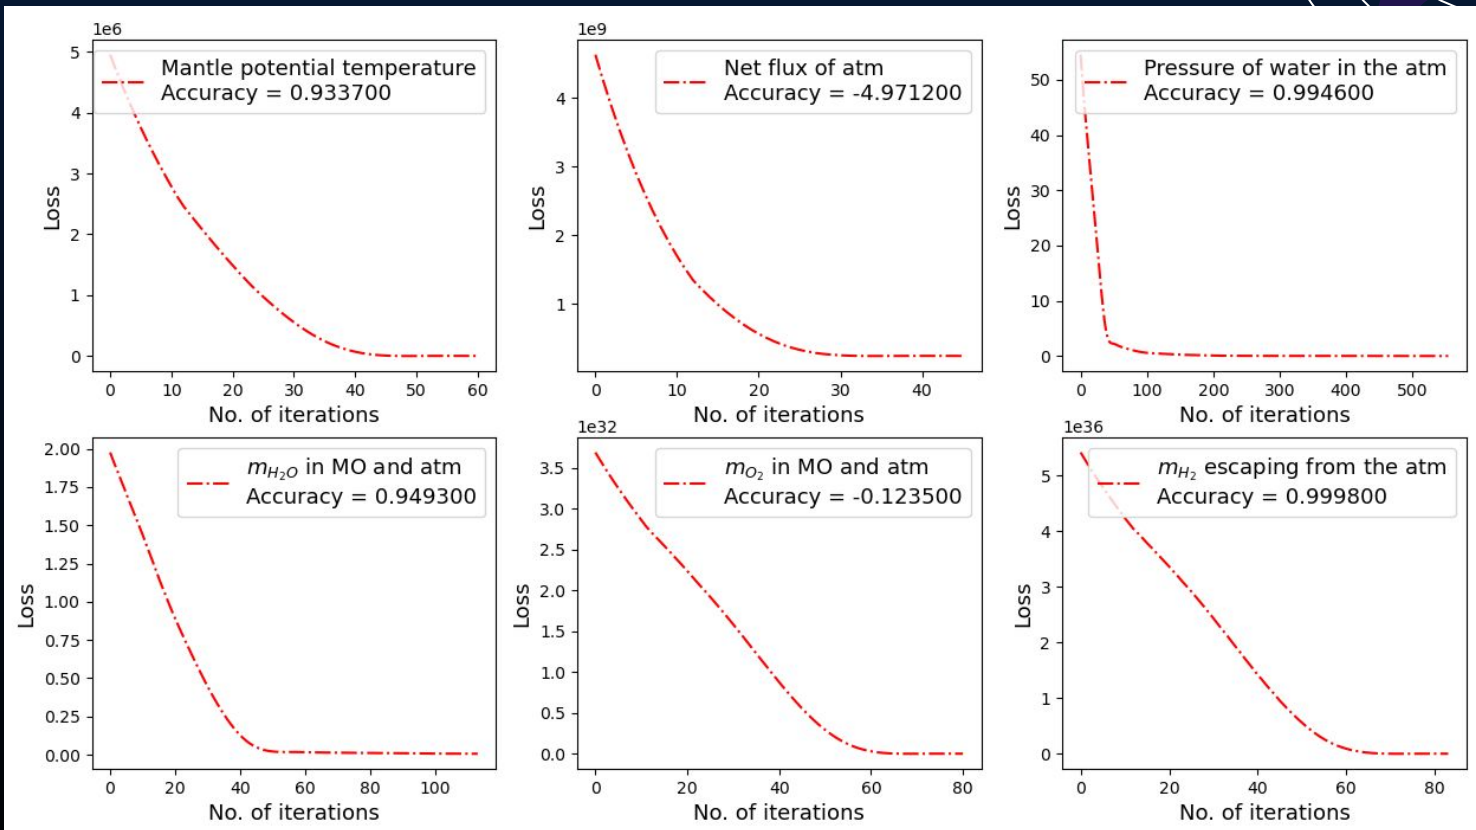 1e6
Mantle potential temperature
Accuracy = 0.933700
5
4
3
2
1
0
Loss
0 10 20 30 40 50 60
No. of iterations
1e9
Net flux of atm
Accuracy = -4.971200
4
3
2
1
Loss
0 10 20 30 40
No. of iterations
Pressure of water in the atm
Accuracy = 0.994600
50
40
30
20
10
0
Loss
0 100 200 300 400 500
No. of iterations
m_{H_2O} in MO and atm
Accuracy = 0.949300
2.00
1.75
1.50
1.25
1.00
0.75
0.50
0.25
0.00
Loss
0 20 40 60 80 100
No. of iterations
1e32
m_{O_2} in MO and atm
Accuracy = -0.123500
3.5
3.0
2.5
2.0
1.5
1.0
0.5
0.0
Loss
0 20 40 60 80
No. of iterations
1e36
m_{H_2} escaping from the atm
Accuracy = 0.999800
5
4
3
2
1
0
Loss
0 20 40 60 80
No. of iterations